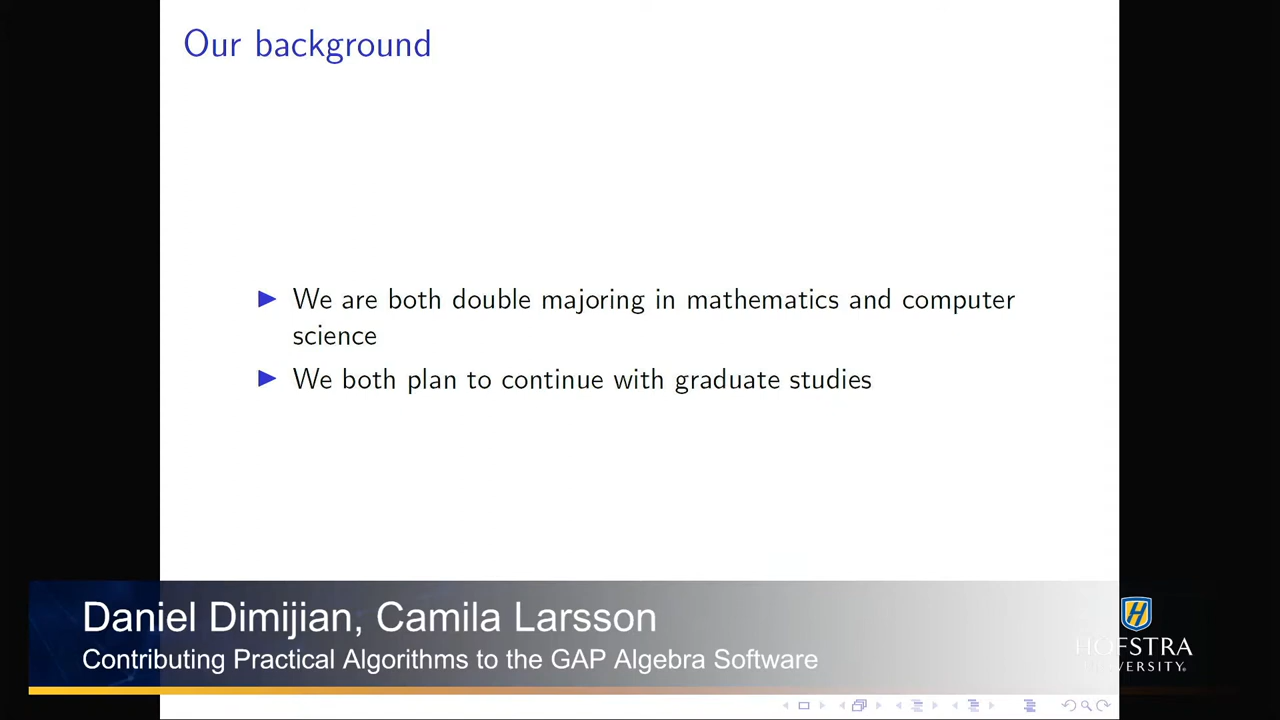 Our background
We are both double majoring in mathematics and computer
science
We both plan to continue with graduate studies
Daniel Dimijian, Camila Larsson
Contributing Practical Algorithms to the GAP Algebra Software
H
HOFSTRA
UNIVERSITY®